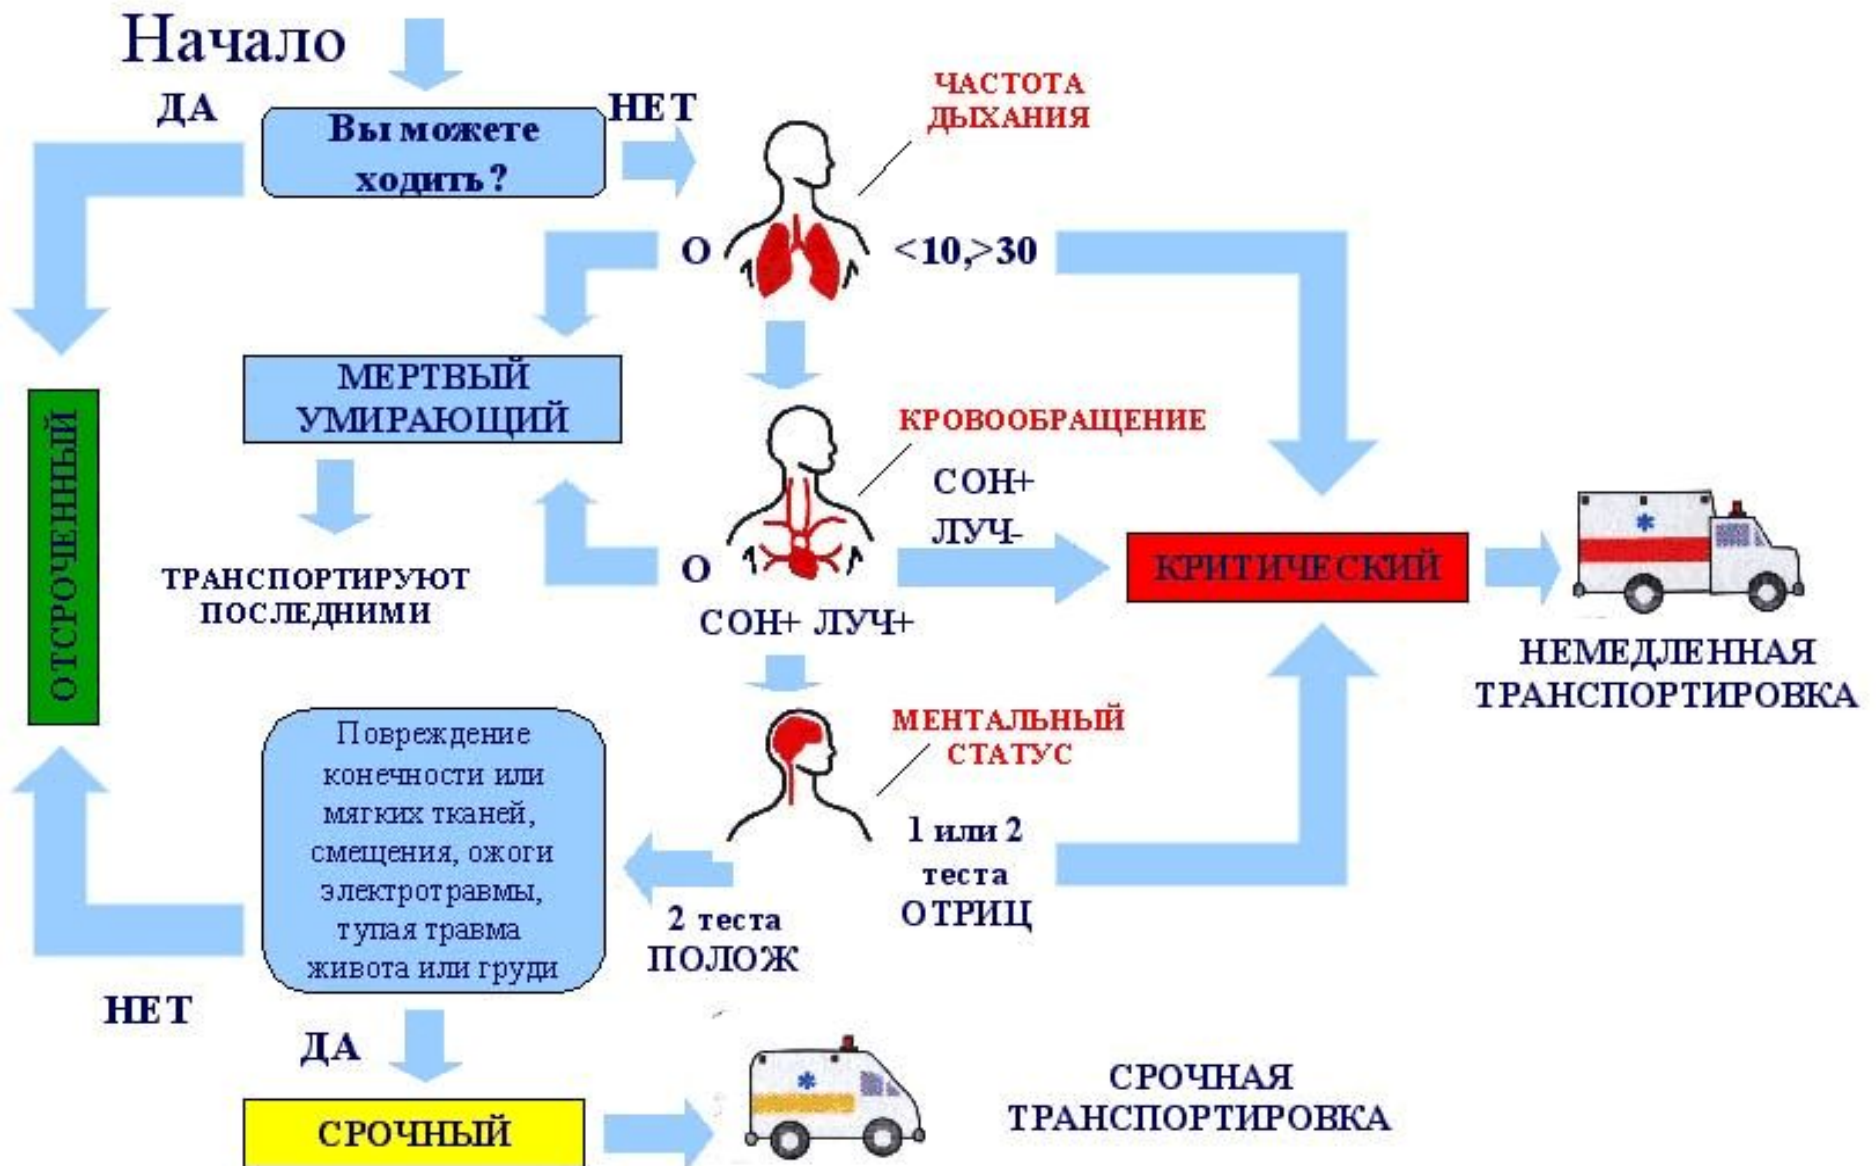 Начало
ДА
НЕТ
Вы можете
ходить?
ЧАСТОТА
ДЫХАНИЯ
О
<10,>30
МЕРТВЫЙ
УМИРАЮЩИЙ
ТРАНСПОРТИРУЮТ
ПОСЛЕДНИМИ
ОТСРОЧЕННЫЙ
КРОВООБРАЩЕНИЕ
СОН+
ЛУЧ-
О
СОН+ ЛУЧ+
КРИТИЧЕСКИЙ
НЕМЕДЛЕННАЯ
ТРАНСПОРТИРОВКА
МЕНТАЛЬНЫЙ
СТАТУС
1 или 2
теста
ОТРИЦ
2 теста
ПОЛОЖ
Повреждение
конечности или
мягких тканей,
смещения, ожоги
электротравмы,
тупая травма
живота или груди
НЕТ
ДА
СРОЧНЫЙ
СРОЧНАЯ
ТРАНСПОРТИРОВКА